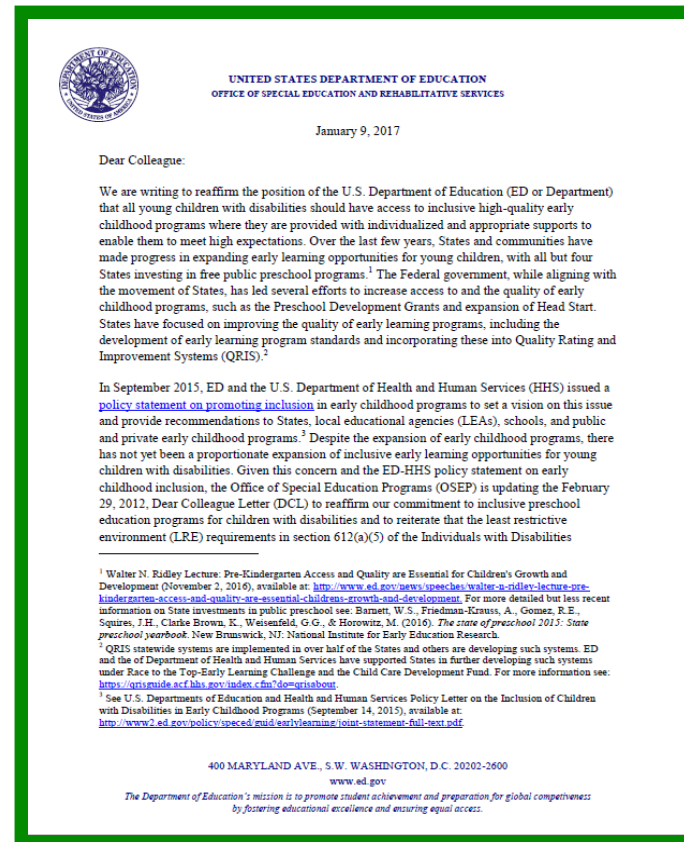 DEPARTMENT OF EDUCATION
UNITED STATES OF AMERICA
UNITED STATES DEPARTMENT OF EDUCATION
OFFICE OF SPECIAL EDUCATION AND REHABILITATIVE SERVICES
January 9, 2017
Dear Colleague:
We are writing to reaffirm the position of the U.S. Department of Education (ED or Department)
that all young children with disabilities should have access to inclusive high-quality early
childhood programs where they are provided with individualized and appropriate supports to
enable them to meet high expectations. Over the last few years, States and communities have
made progress in expanding early learning opportunities for young children, with all but four
States investing in free public preschool programs.1 The Federal government, while aligning with
the movement of States, has led several efforts to increase access to and the quality of early
childhood programs, such as the Preschool Development Grants and expansion of Head Start.
States have focused on improving the quality of early learning programs, including the
development of early learning program standards and incorporating these into Quality Rating and
Improvement Systems (QRIS).2
In September 2015, ED and the U.S. Department of Health and Human Services (HHS) issued a
policy statement on promoting inclusion in early childhood programs to set a vision on this issue
and provide recommendations to States, local educational agencies (LEAs), schools, and public
and private early childhood programs.3 Despite the expansion of early childhood programs, there
has not yet been a proportionate expansion of inclusive early learning opportunities for young
children with disabilities. Given this concern and the ED-HHS policy statement on early
childhood inclusion, the Office of Special Education Programs (OSEP) is updating the February
29, 2012, Dear Colleague Letter (DCL) to reaffirm our commitment to inclusive preschool
education programs for children with disabilities and to reiterate that the least restrictive
environment (LRE) requirements in section 612(a)(5) of the Individuals with Disabilities
1 Walter N. Ridley Lecture: Pre-Kindergarten Access and Quality are Essential for Children's Growth and
Development (November 2, 2016), available at: http://www.ed.gov/news/speeches/walter-n-ridley-lecture-pre-
kindergarten-access-and-quality-are-essential-childrens-growth-and-development. For more detailed but less recent
information on State investments in public preschool see: Barnett, W.S., Friedman-Krauss, A., Gomez, R.E.,
Squires, J.H., Clarke Brown, K., Weisenfeld, G.G., & Horowitz, M. (2016). The state of preschool 2015: State
preschool yearbook. New Brunswick, NJ: National Institute for Early Education Research.
2 QRIS statewide systems are implemented in over half of the States and others are developing such systems. ED
and the of Department of Health and Human Services have supported States in further developing such systems
under Race to the Top-Early Learning Challenge and the Child Care Development Fund. For more information see:
https://qrisguide.acf.hhs.gov/index.cfm?do=qrisabout.
3 See U.S. Departments of Education and Health and Human Services Policy Letter on the Inclusion of Children
with Disabilities in Early Childhood Programs (September 14, 2015), available at:
http://www2.ed.gov/policy/speced/guid/earlylearning/joint-statement-full-text.pdf.
400 MARYLAND AVE., S.W. WASHINGTON, D.C. 20202-2600
www.ed.gov
The Department of Education's mission is to promote student achievement and preparation for global competiveness
by fostering educational excellence and ensuring equal access.